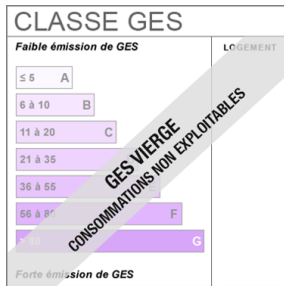 CLASSE GES
Faible émission de GES
LOGEMENT
≤ 5 A
6 à 10 B
11 à 20 C
21 à 35
36 à 55
56 à 80 F
G
GES VIERGE
CONSOMMATIONS NON EXPLOITABLES
Forte émission de GES